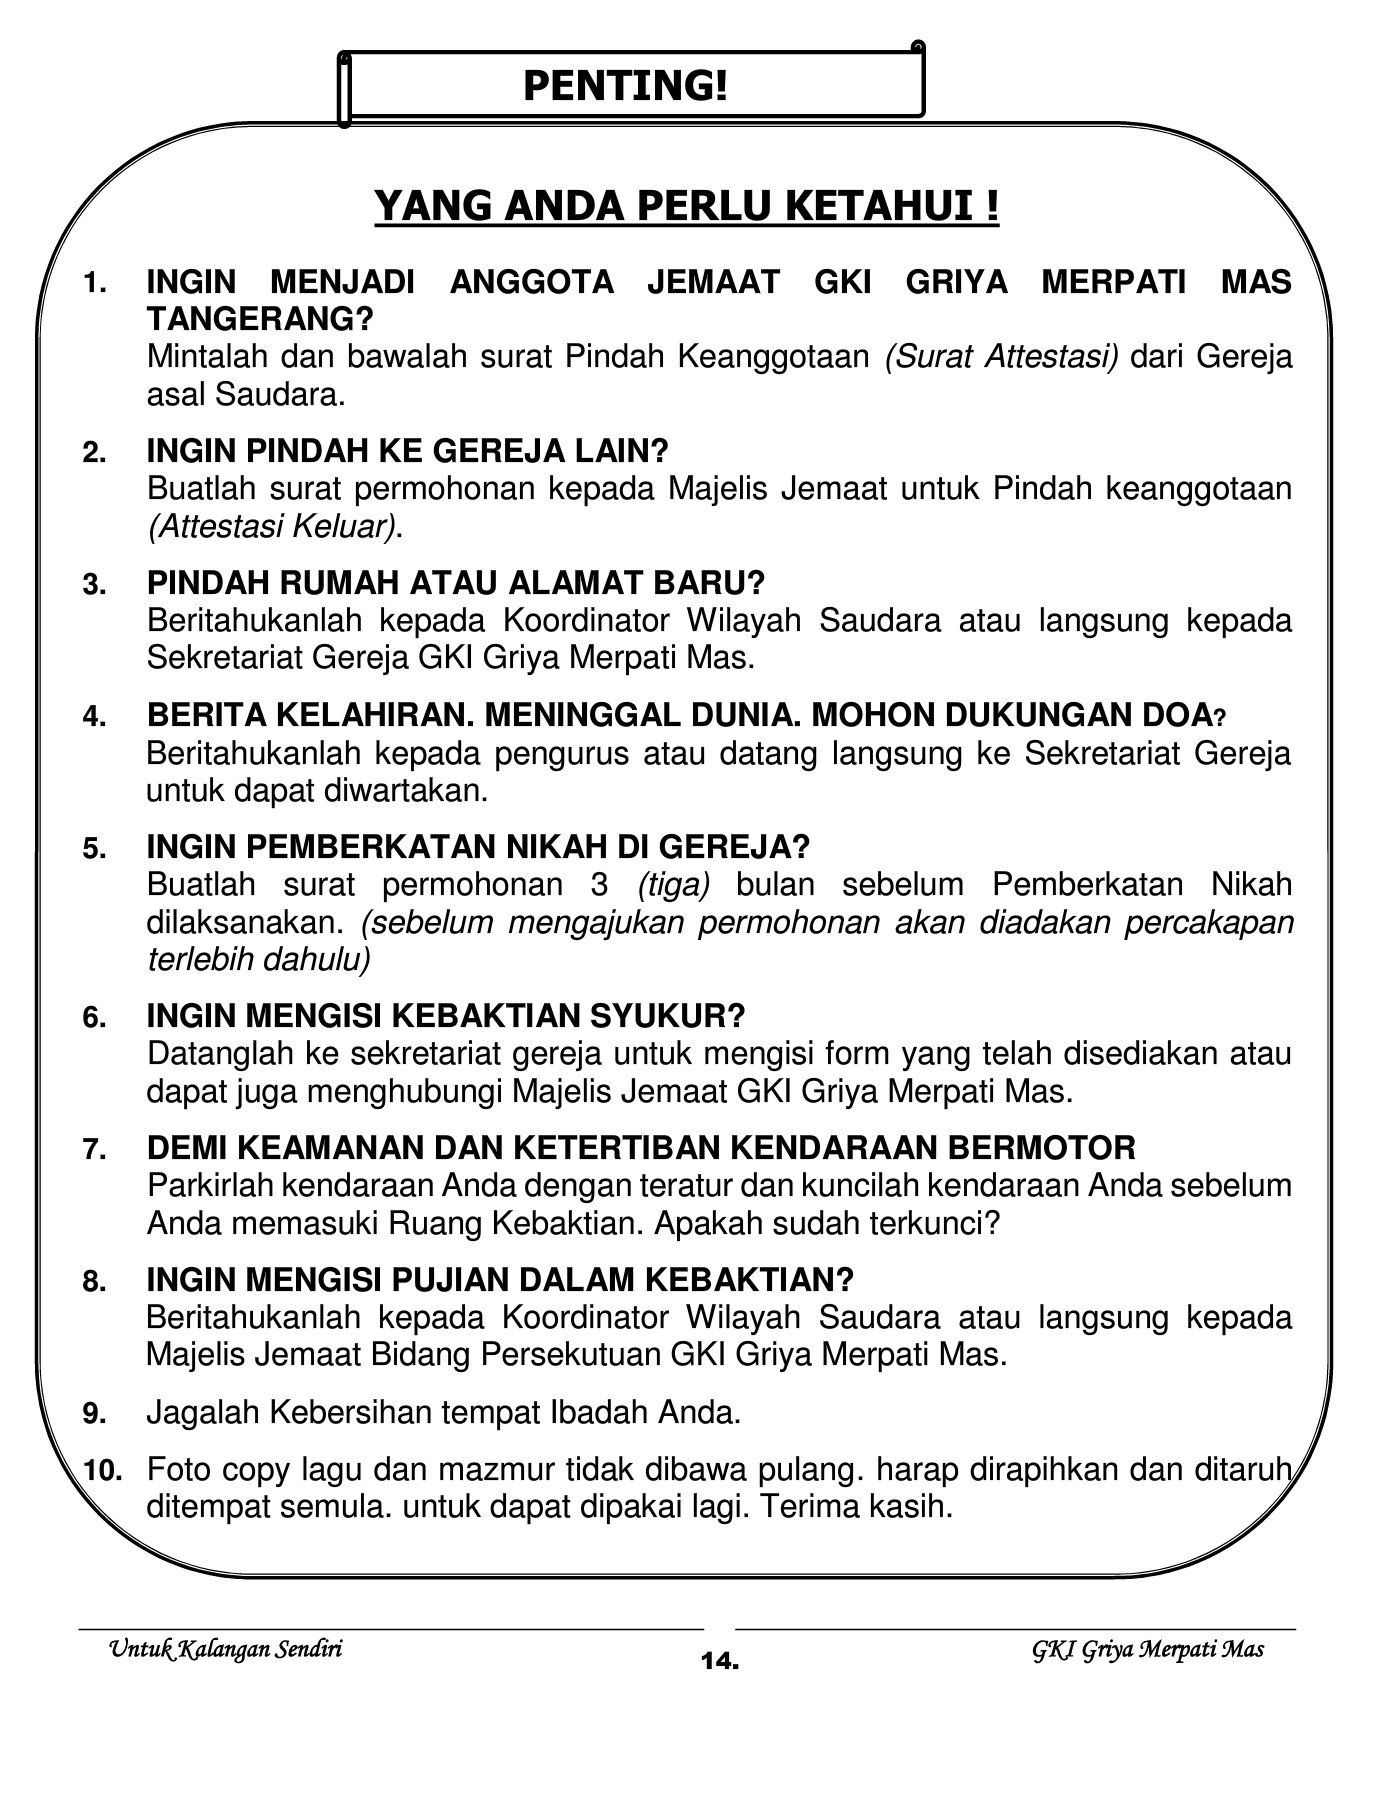 PENTING!
YANG ANDA PERLU KETAHUI !
1. INGIN MENJADI ANGGOTA JEMAAT GKI GRIYA MERPATI MAS
TANGERANG?
Mintalah dan bawalah surat Pindah Keanggotaan (Surat Attestasi) dari Gereja
asal Saudara.
2. INGIN PINDAH KE GEREJA LAIN?
Buatlah surat permohonan kepada Majelis Jemaat untuk Pindah keanggotaan
(Attestasi Keluar).
3. PINDAH RUMAH ATAU ALAMAT BARU?
Beritahukanlah kepada Koordinator Wilayah Saudara atau langsung kepada
Sekretariat Gereja GKI Griya Merpati Mas.
4. BERITA KELAHIRAN. MENINGGAL DUNIA. MOHON DUKUNGAN DOA?
Beritahukanlah kepada pengurus atau datang langsung ke Sekretariat Gereja
untuk dapat diwartakan.
5. INGIN PEMBERKATAN NIKAH DI GEREJA?
Buatlah surat permohonan 3 (tiga) bulan sebelum Pemberkatan Nikah
dilaksanakan. (sebelum mengajukan permohonan akan diadakan percakapan
terlebih dahulu)
6. INGIN MENGISI KEBAKTIAN SYUKUR?
Datanglah ke sekretariat gereja untuk mengisi form yang telah disediakan atau
dapat juga menghubungi Majelis Jemaat GKI Griya Merpati Mas.
7. DEMI KEAMANAN DAN KETERTIBAN KENDARAAN BERMOTOR
Parkirlah kendaraan Anda dengan teratur dan kuncilah kendaraan Anda sebelum
Anda memasuki Ruang Kebaktian. Apakah sudah terkunci?
8. INGIN MENGISI PUJIAN DALAM KEBAKTIAN?
Beritahukanlah kepada Koordinator Wilayah Saudara atau langsung kepada
Majelis Jemaat Bidang Persekutuan GKI Griya Merpati Mas.
9. Jagalah Kebersihan tempat Ibadah Anda.
10. Foto copy lagu dan mazmur tidak dibawa pulang. harap dirapihkan dan ditaruh
ditempat semula. untuk dapat dipakai lagi. Terima kasih.
Untuk Kalangan Sendiri
14.
GKI Griya Merpati Mas